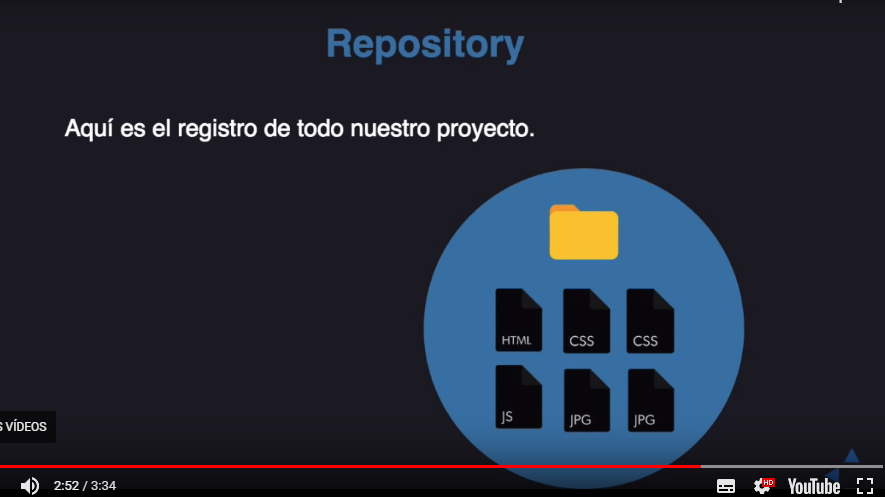 Repository
Aquí es el registro de todo nuestro proyecto.
HTML
CSS
CSS
JS
JPG
JPG
S VÍDEOS
2:52 / 3:34
HD
YouTube